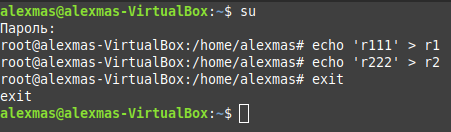 alexmas@alexmas-VirtualBox:~$ su
Пароль:
root@alexmas-VirtualBox:/home/alexmas# echo 'r111' > r1
root@alexmas-VirtualBox:/home/alexmas# echo 'r222' > r2
root@alexmas-VirtualBox:/home/alexmas# exit
exit
alexmas@alexmas-VirtualBox:~$